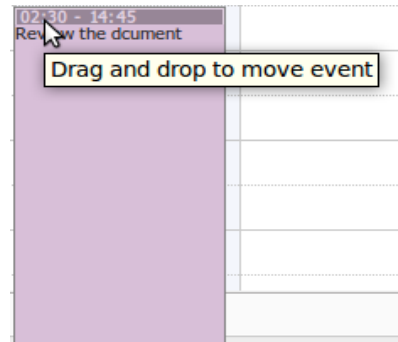 02:30 - 14:45
Review the dcument
Drag and drop to move event